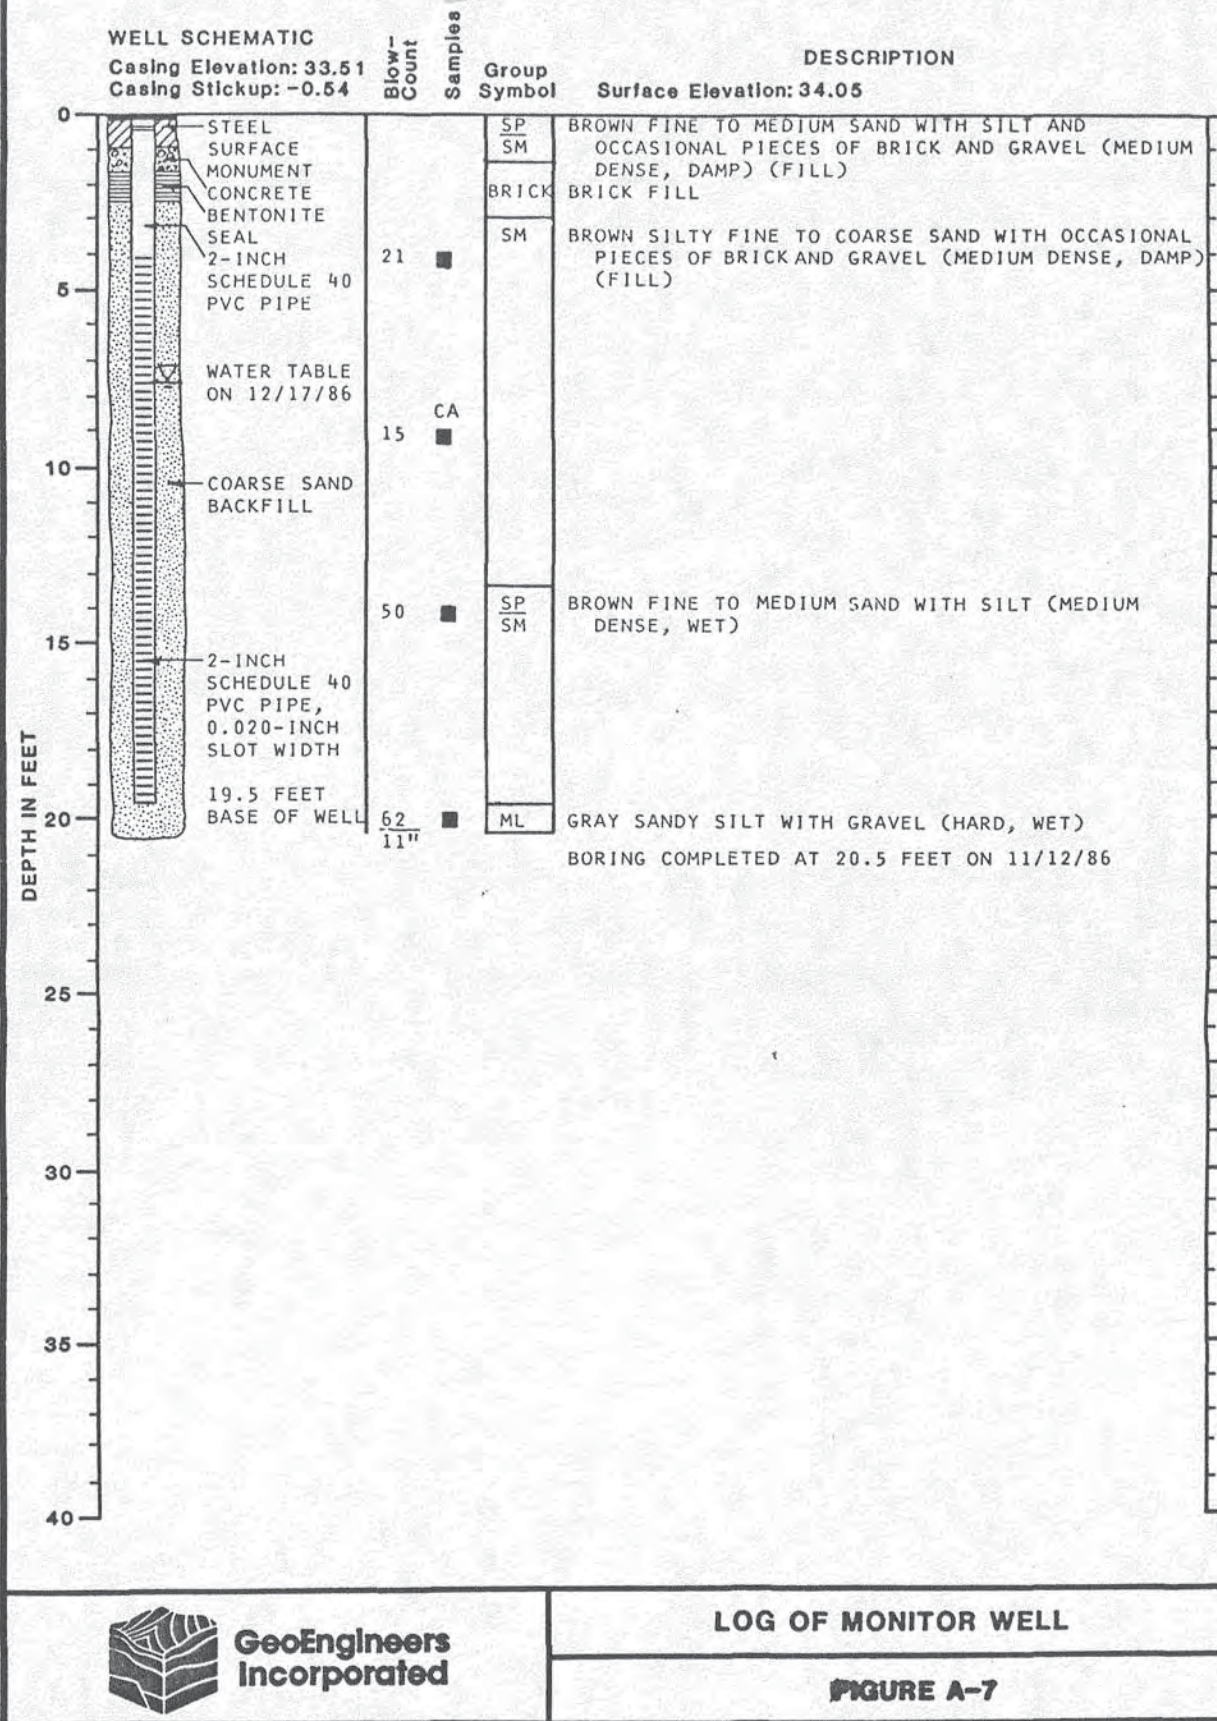 WELL SCHEMATIC
Casing Elevation: 33.51
Casing Stickup: -0.54
Blow-
Count
Samples
Group
Symbol
DESCRIPTION
Surface Elevation: 34.05
0
5
10
15
20
25
30
35
40
DEPTH IN FEET
STEEL
SURFACE
MONUMENT
CONCRETE
BENTONITE
SEAL
2-INCH
SCHEDULE 40
PVC PIPE
WATER TABLE
ON 12/17/86
COARSE SAND
BACKFILL
2-INCH
SCHEDULE 40
PVC PIPE,
0.020-INCH
SLOT WIDTH
19.5 FEET
BASE OF WELL
21
CA
15
50
62
11"
SP
SM
BROWN FINE TO MEDIUM SAND WITH SILT AND
OCCASIONAL PIECES OF BRICK AND GRAVEL (MEDIUM
DENSE, DAMP) (FILL)
BRICK
BRICK FILL
SM
BROWN SILTY FINE TO COARSE SAND WITH OCCASIONAL
PIECES OF BRICK AND GRAVEL (MEDIUM DENSE, DAMP)
(FILL)
SP
SM
BROWN FINE TO MEDIUM SAND WITH SILT (MEDIUM
DENSE, WET)
ML
GRAY SANDY SILT WITH GRAVEL (HARD, WET)
BORING COMPLETED AT 20.5 FEET ON 11/12/86
GeoEngineers
Incorporated
LOG OF MONITOR WELL
FIGURE A-7